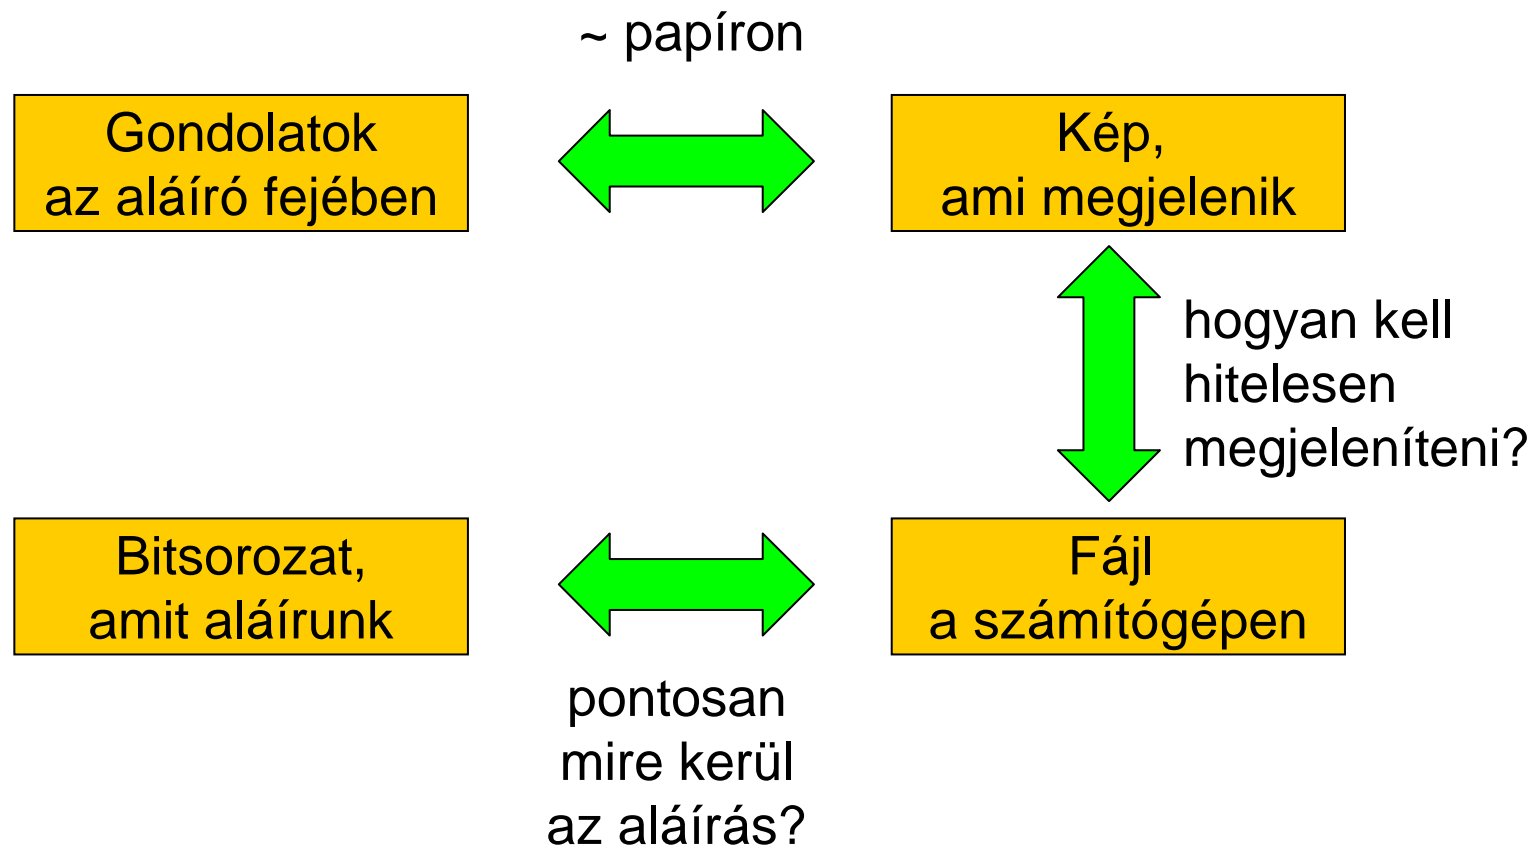 ~ papíron
Gondolatok
az aláíró fejében
Kép,
ami megjelenik
hogyan kell
hitelesen
megjeleníteni?
Bitsorozat,
amit aláírunk
Fájl
a számítógépen
pontosan
mire kerül
az aláírás?